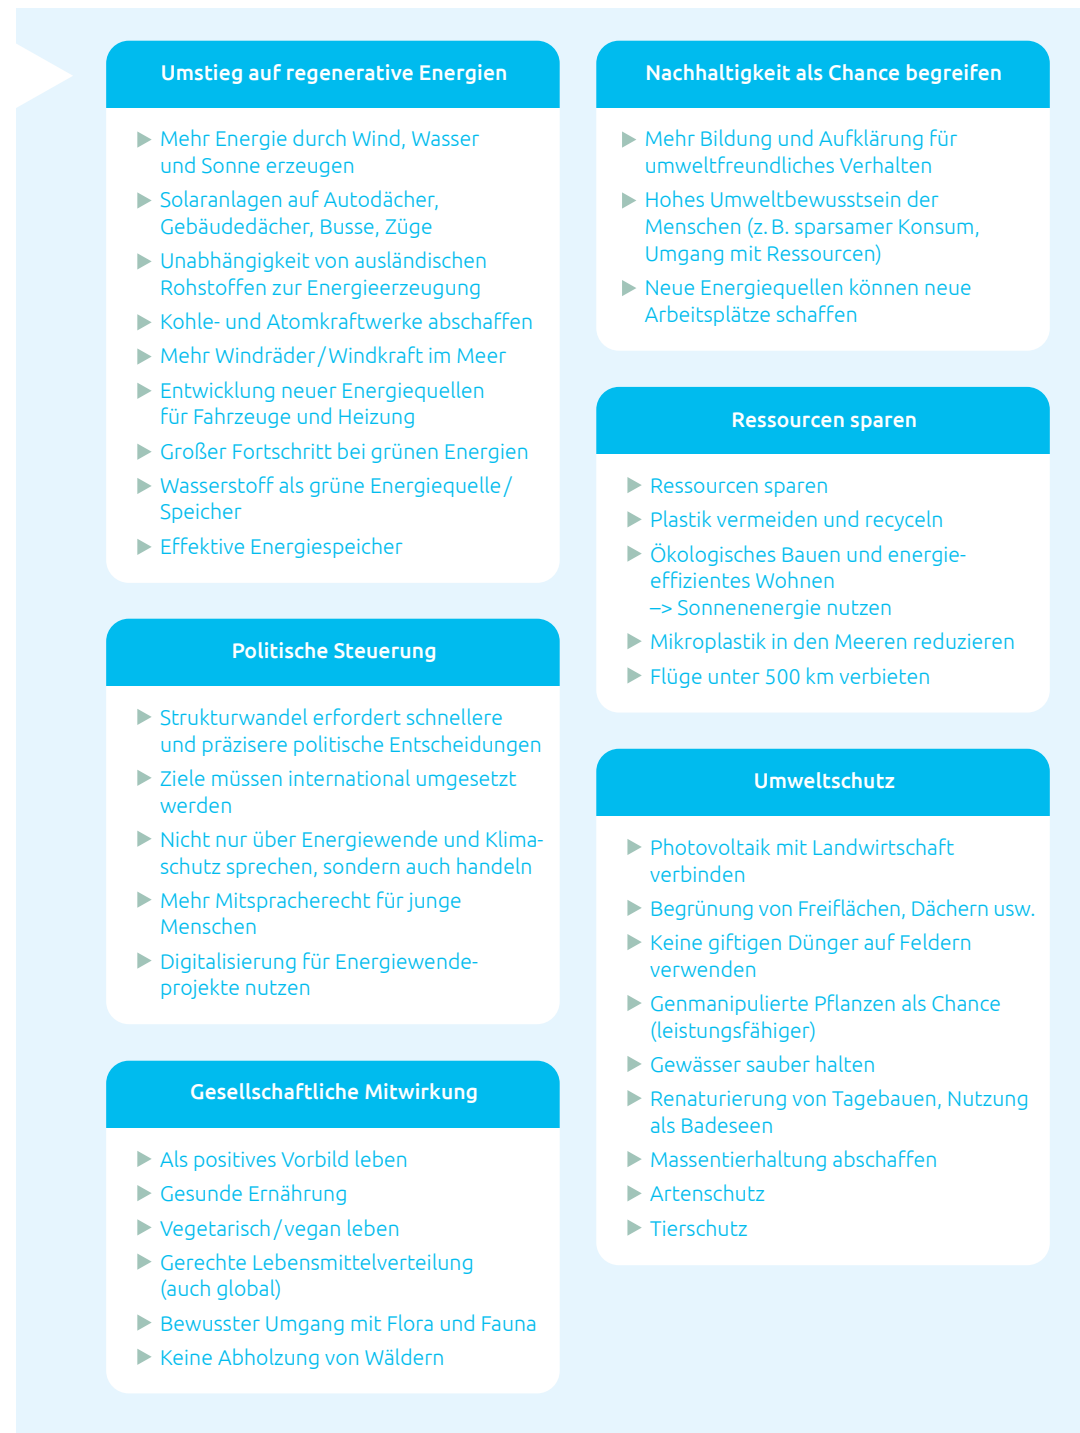 Umstieg auf regenerative Energien
Mehr Energie durch Wind, Wasser
und Sonne erzeugen
Solaranlagen auf Autodächer,
Gebäudedächer, Busse, Züge
Unabhängigkeit von ausländischen
Rohstoffen zur Energieerzeugung
Kohle- und Atomkraftwerke abschaffen
Mehr Windräder/Windkraft im Meer
Entwicklung neuer Energiequellen
für Fahrzeuge und Heizung
Großer Fortschritt bei grünen Energien
Wasserstoff als grüne Energiequelle/
Speicher
Effektive Energiespeicher
Politische Steuerung
Strukturwandel erfordert schnellere
und präzisere politische Entscheidungen
Ziele müssen international umgesetzt
werden
Nicht nur über Energiewende und Klima-
schutz sprechen, sondern auch handeln
Mehr Mitspracherecht für junge
Menschen
Digitalisierung für Energiewende-
projekte nutzen
Gesellschaftliche Mitwirkung
Als positives Vorbild leben
Gesunde Ernährung
Vegetarisch/vegan leben
Gerechte Lebensmittelverteilung
(auch global)
Bewusster Umgang mit Flora und Fauna
Keine Abholzung von Wäldern
Nachhaltigkeit als Chance begreifen
Mehr Bildung und Aufklärung für
umweltfreundliches Verhalten
Hohes Umweltbewusstsein der
Menschen (z. B. sparsamer Konsum,
Umgang mit Ressourcen)
Neue Energiequellen können neue
Arbeitsplätze schaffen
Ressourcen sparen
Ressourcen sparen
Plastik vermeiden und recyceln
Ökologisches Bauen und energie-
effizientes Wohnen
–> Sonnenenergie nutzen
Mikroplastik in den Meeren reduzieren
Flüge unter 500 km verbieten
Umweltschutz
Photovoltaik mit Landwirtschaft
verbinden
Begrünung von Freiflächen, Dächern usw.
Keine giftigen Dünger auf Feldern
verwenden
Genmanipulierte Pflanzen als Chance
(leistungsfähiger)
Gewässer sauber halten
Renaturierung von Tagebauen, Nutzung
als Badeseen
Massentierhaltung abschaffen
Artenschutz
Tierschutz